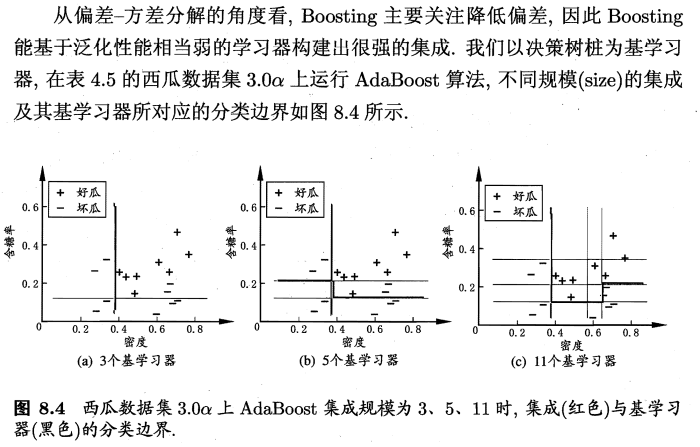 从偏差–方差分解的角度看, Boosting 主要关注降低偏差, 因此 Boosting
能基于泛化性能相当弱的学习器构建出很强的集成. 我们以决策树桩为基学习
器, 在表 4.5 的西瓜数据集 3.0α 上运行 AdaBoost 算法, 不同规模(size)的集成
及其基学习器所对应的分类边界如图 8.4 所示.
+ 好瓜
− 坏瓜
0.6
0.4
0.2
含糖率
0
0.2
0.4
0.6
0.8
密度
(a) 3个基学习器
+ 好瓜
− 坏瓜
0.6
0.4
0.2
含糖率
0
0.2
0.4
0.6
0.8
密度
(b) 5个基学习器
+ 好瓜
− 坏瓜
0.6
0.4
0.2
含糖率
0
0.2
0.4
0.6
0.8
密度
(c) 11个基学习器
图 8.4 西瓜数据集 3.0α 上 AdaBoost 集成规模为 3、5、11 时, 集成(红色)与基学习
器(黑色)的分类边界.